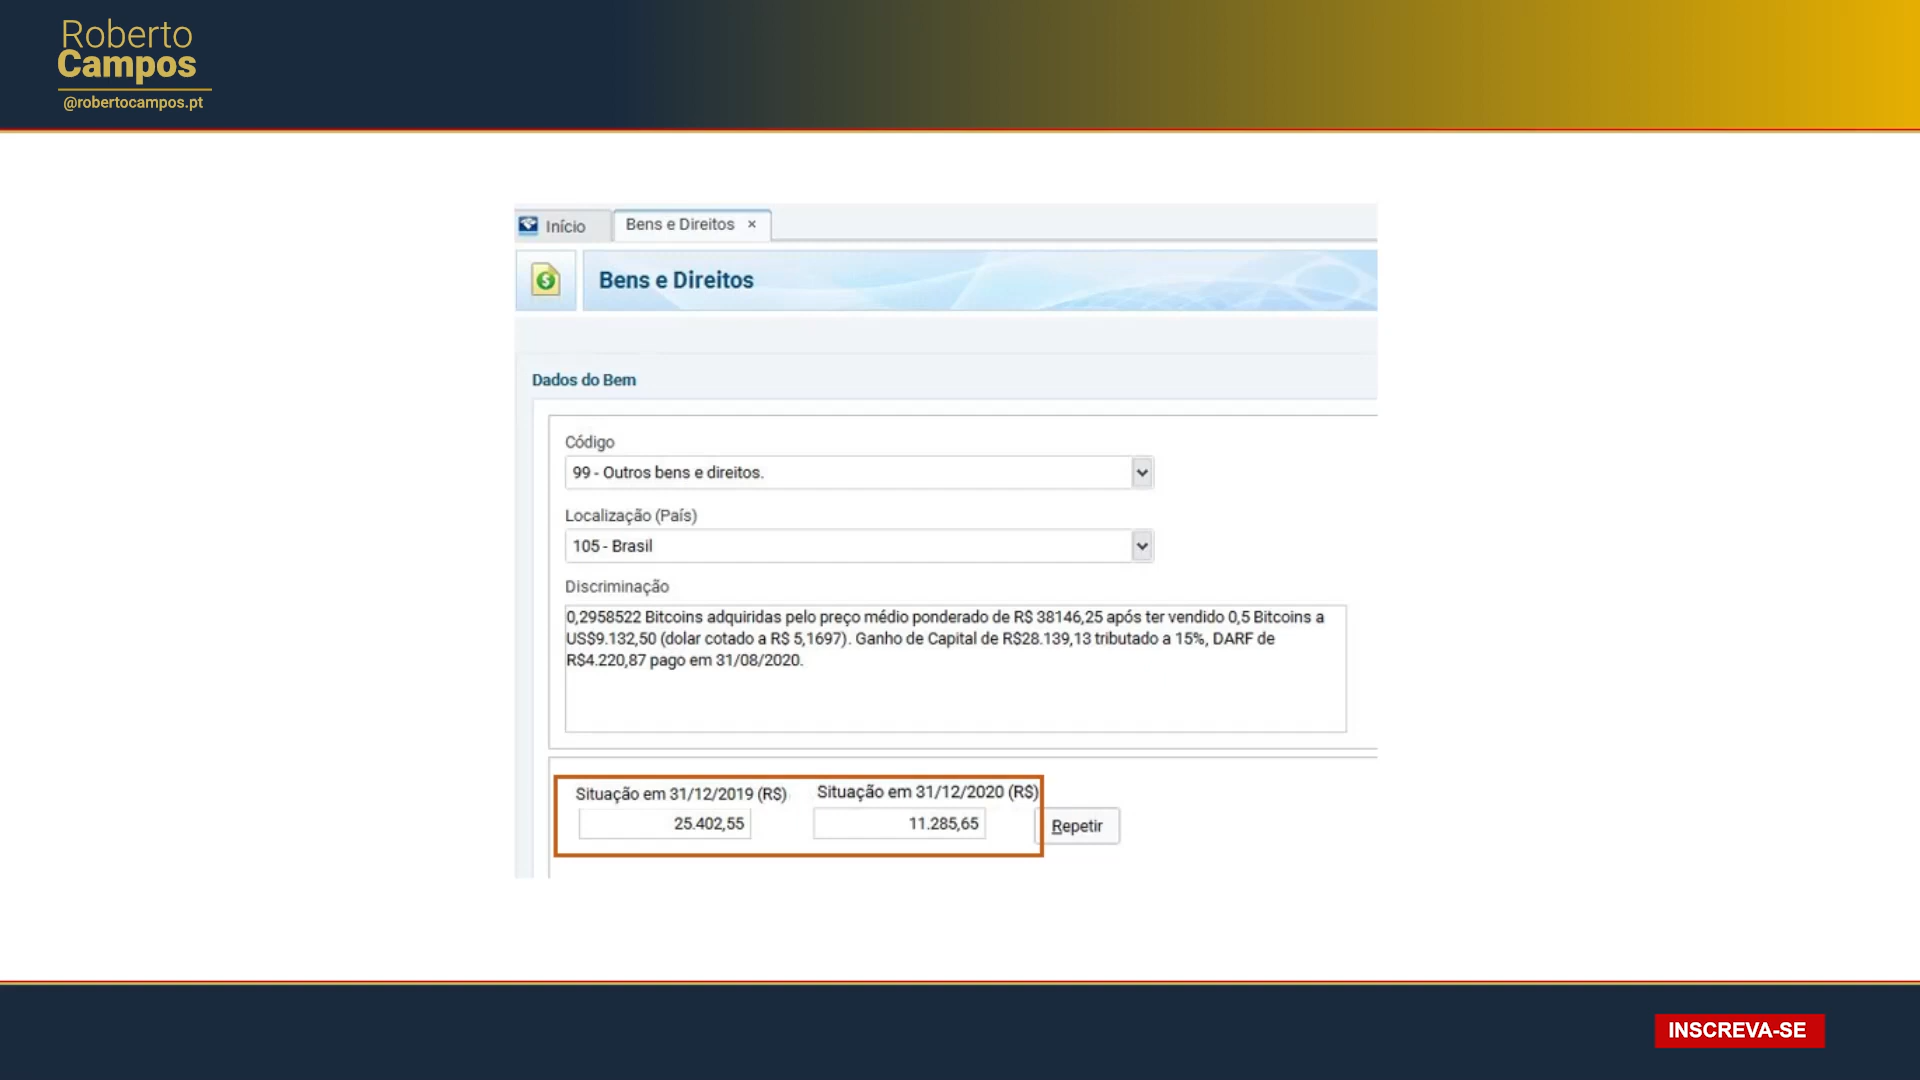 Roberto
Campos
@robertocampos.pt
Início
Bens e Direitos ×
Bens e Direitos
Dados do Bem
Código
99 - Outros bens e direitos.
Localização (País)
105 - Brasil
Discriminação
0,2958522 Bitcoins adquiridas pelo preço médio ponderado de R$ 38146,25 após ter vendido 0,5 Bitcoins a
US$9.132,50 (dolar cotado a R$ 5,1697). Ganho de Capital de R$28.139,13 tributado a 15%, DARF de
R$4.220,87 pago em 31/08/2020.
Situação em 31/12/2019 (R$) Situação em 31/12/2020 (R$)
25.402,55 11.285,65 Repetir
INSCREVA-SE